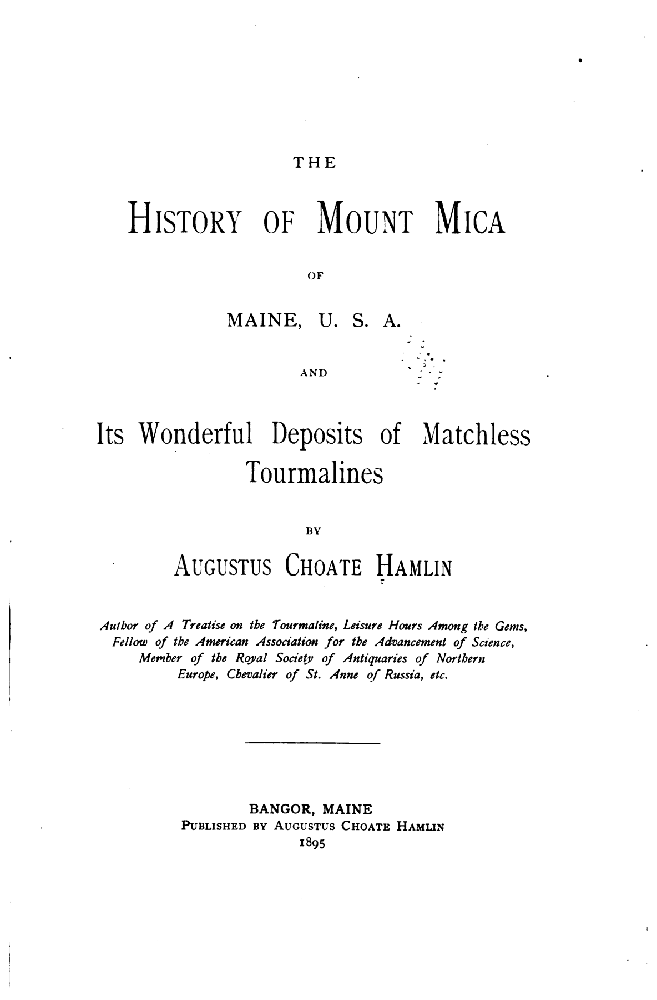 THE
HISTORY OF MOUNT MICA
OF
MAINE, U. S. A.
AND
Its Wonderful Deposits of Matchless
Tourmalines
BY
AUGUSTUS CHOATE HAMLIN
Author of A Treatise on the Tourmaline, Leisure Hours Among the Gems,
Fellow of the American Association for the Advancement of Science,
Member of the Royal Society of Antiquaries of Northern
Europe, Chevalier of St. Anne of Russia, etc.
BANGOR, MAINE
PUBLISHED BY AUGUSTUS CHOATE HAMLIN
1895